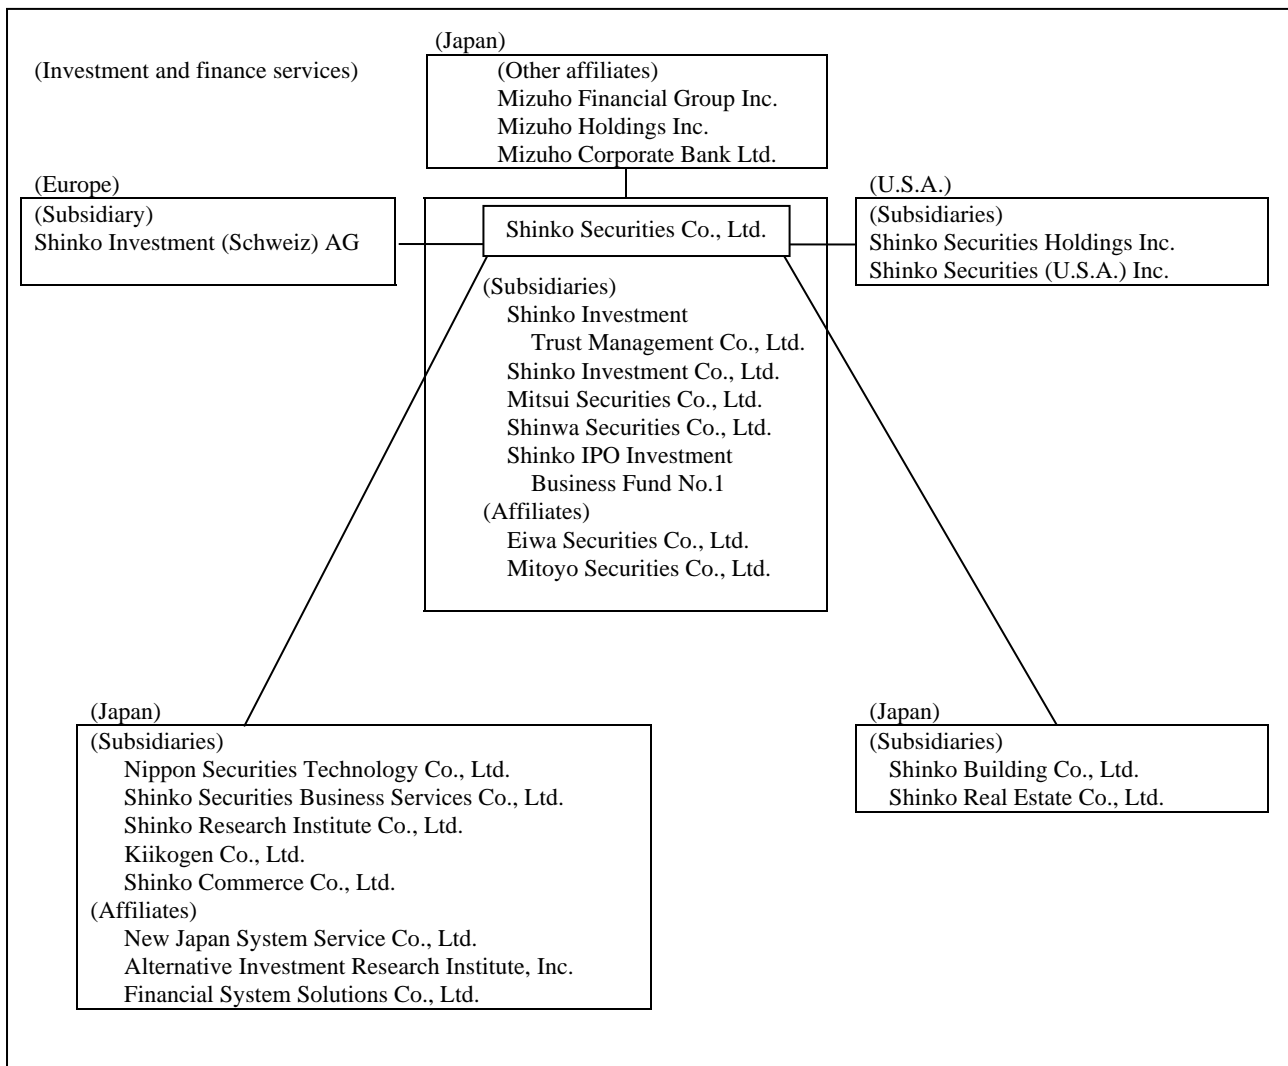 (Japan)
(Investment and finance services)
(Other affiliates)
Mizuho Financial Group Inc.
Mizuho Holdings Inc.
Mizuho Corporate Bank Ltd.
(Europe)
(Subsidiary)
Shinko Investment (Schweiz) AG
Shinko Securities Co., Ltd.
(Subsidiaries)
Shinko Investment
Trust Management Co., Ltd.
Shinko Investment Co., Ltd.
Mitsui Securities Co., Ltd.
Shinwa Securities Co., Ltd.
Shinko IPO Investment
Business Fund No.1
(Affiliates)
Eiwa Securities Co., Ltd.
Mitoyo Securities Co., Ltd.
(U.S.A.)
(Subsidiaries)
Shinko Securities Holdings Inc.
Shinko Securities (U.S.A.) Inc.
(Japan)
(Subsidiaries)
Nippon Securities Technology Co., Ltd.
Shinko Securities Business Services Co., Ltd.
Shinko Research Institute Co., Ltd.
Kiikogen Co., Ltd.
Shinko Commerce Co., Ltd.
(Affiliates)
New Japan System Service Co., Ltd.
Alternative Investment Research Institute, Inc.
Financial System Solutions Co., Ltd.
(Japan)
(Subsidiaries)
Shinko Building Co., Ltd.
Shinko Real Estate Co., Ltd.